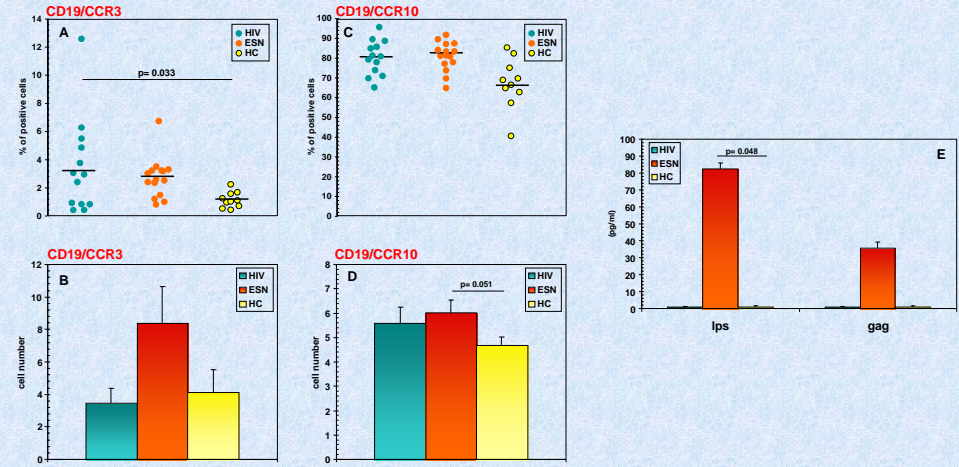 CD19/CCR3
A
HIV
ESN
HC
p= 0.033
% of positive cells
14
12
10
8
6
4
2
0
CD19/CCR10
C
HIV
ESN
HC
% of positive cells
100
90
80
70
60
50
40
30
20
10
0
CD19/CCR3
B
HIV
ESN
HC
cell number
12
10
8
6
4
2
0
CD19/CCR10
D
HIV
ESN
HC
p= 0.051
cell number
8
7
6
5
4
3
2
1
0
E
HIV
ESN
HC
p= 0.048
(pg/ml)
100
90
80
70
60
50
40
30
20
10
0
lps
gag